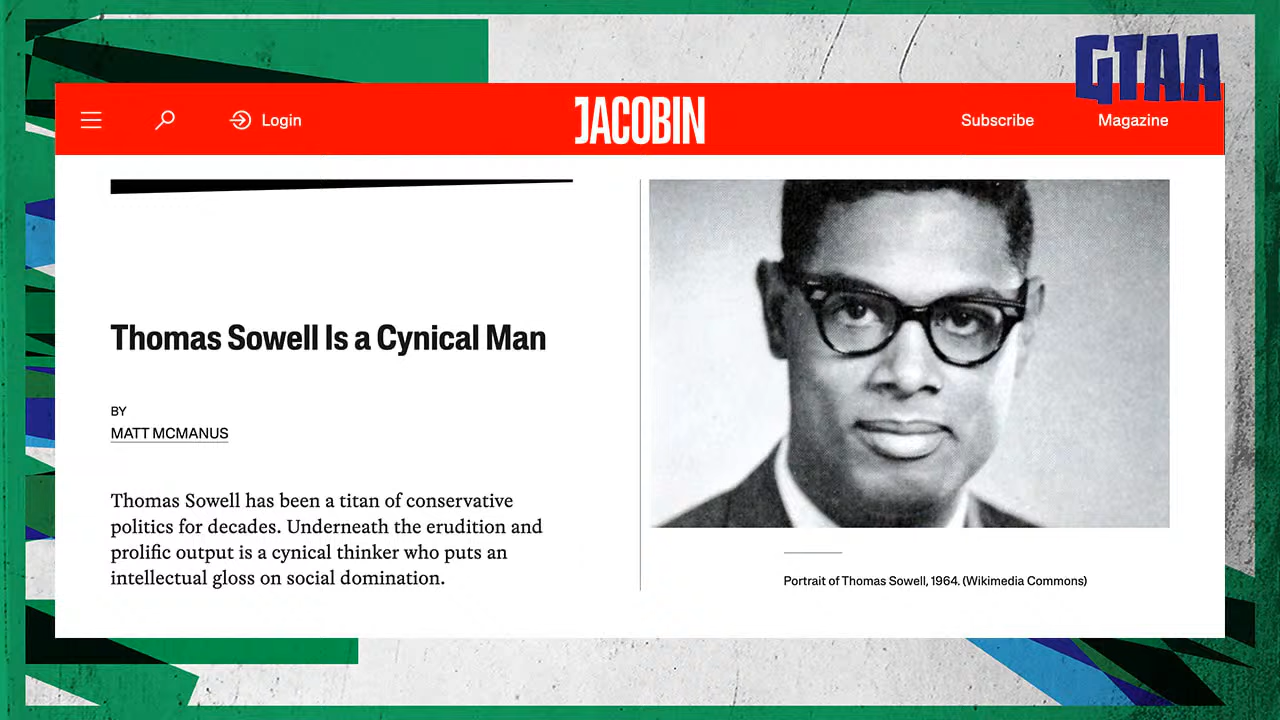 GTAA
Login
JACOBIN
Subscribe
Magazine
Thomas Sowell Is a Cynical Man
BY
MATT MCMANUS
Thomas Sowell has been a titan of conservative
politics for decades. Underneath the erudition and
prolific output is a cynical thinker who puts an
intellectual gloss on social domination.
Portrait of Thomas Sowell, 1964. (Wikimedia Commons)